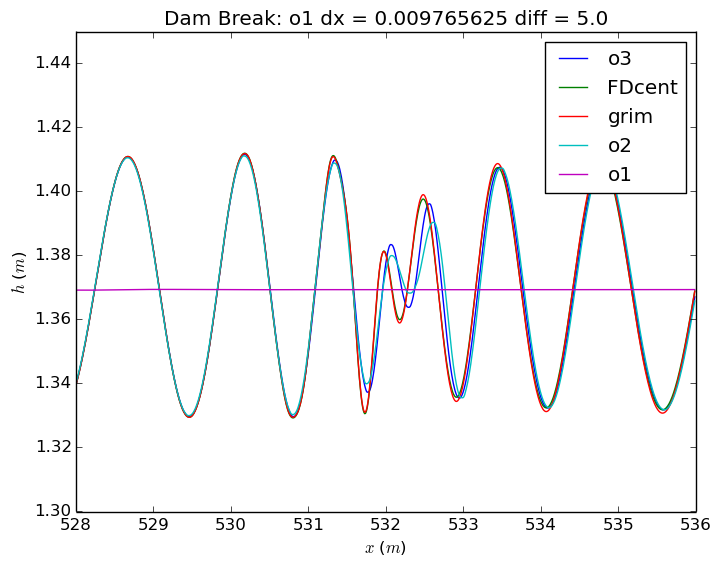 Dam Break: o1 dx = 0.009765625 diff = 5.0
1.44
1.42
1.40
1.38
1.36
1.34
1.32
1.30
h (m)
o3
FDcent
grim
o2
o1
528 529 530 531 532 533 534 535 536
x (m)